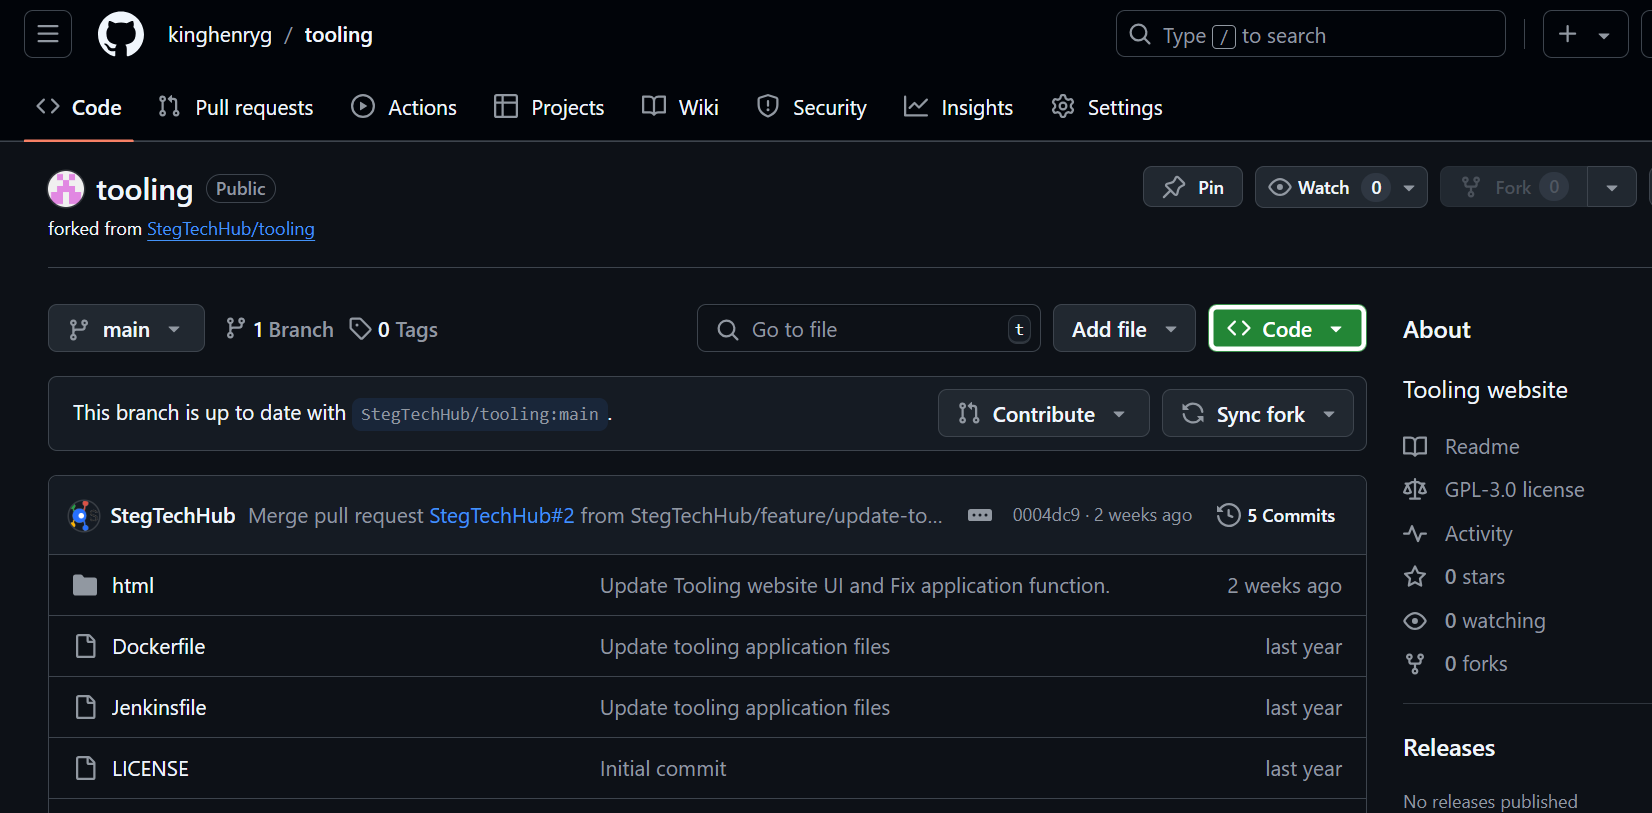 kinghenryg / tooling
Type / to search
Code Pull requests Actions Projects Wiki Security Insights Settings
tooling Public
Pin Watch 0 Fork 0
forked from StegTechHub/tooling
main 1 Branch 0 Tags
Go to file t
Add file Code
About
This branch is up to date with StegTechHub/tooling:main.
Contribute Sync fork
Tooling website
Readme
GPL-3.0 license
Activity
0 stars
0 watching
0 forks
StegTechHub Merge pull request StegTechHub#2 from StegTechHub/feature/update-to... 0004dc9 · 2 weeks ago 5 Commits
html Update Tooling website UI and Fix application function. 2 weeks ago
Dockerfile Update tooling application files last year
Jenkinsfile Update tooling application files last year
LICENSE Initial commit last year
Releases
No releases published